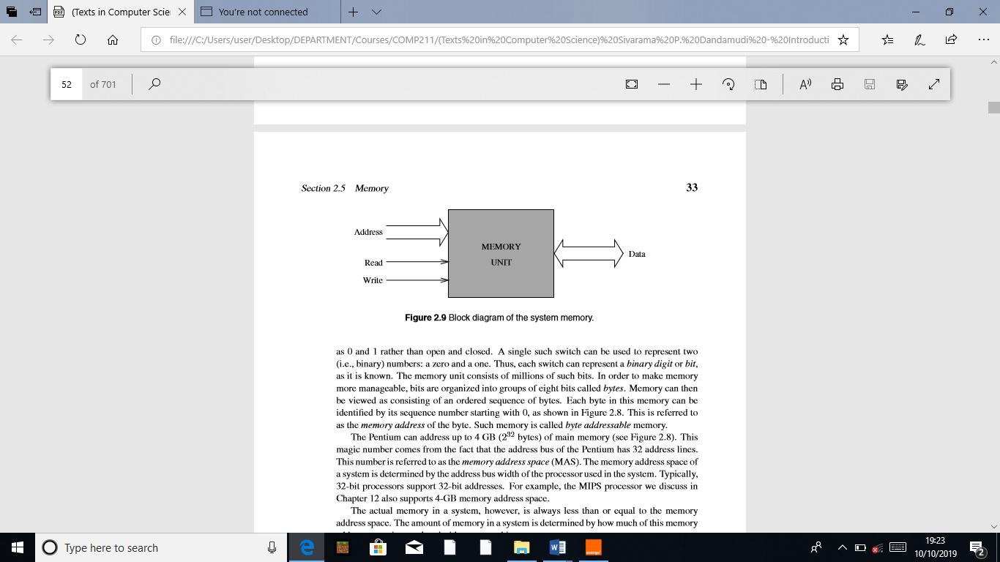 (Texts in Computer Scie
You're not connected
file:///C:/Users/user/Desktop/DEPARTMENT/Courses/COMP211/(Texts%20in%20Computer%20Science)%20Sivarama%20P.%20Dandamudi%20-%20Introducti
52 of 701
Section 2.5 Memory 33
Address
Read
Write
MEMORY
UNIT
Data
Figure 2.9 Block diagram of the system memory.
as 0 and 1 rather than open and closed. A single such switch can be used to represent two
(i.e., binary) numbers: a zero and a one. Thus, each switch can represent a binary digit or bit,
as it is known. The memory unit consists of millions of such bits. In order to make memory
more manageable, bits are organized into groups of eight bits called bytes. Memory can then
be viewed as consisting of an ordered sequence of bytes. Each byte in this memory can be
identified by its sequence number starting with 0, as shown in Figure 2.8. This is referred to
as the memory address of the byte. Such memory is called byte addressable memory.
The Pentium can address up to 4 GB (2³² bytes) of main memory (see Figure 2.8). This
magic number comes from the fact that the address bus of the Pentium has 32 address lines.
This number is referred to as the memory address space (MAS). The memory address space of
a system is determined by the address bus width of the processor used in the system. Typically,
32-bit processors support 32-bit addresses. For example, the MIPS processor we discuss in
Chapter 12 also supports 4-GB memory address space.
The actual memory in a system, however, is always less than or equal to the memory
address space. The amount of memory in a system is determined by how much of this memory
Type here to search
orange
19:23
10/10/2019
2